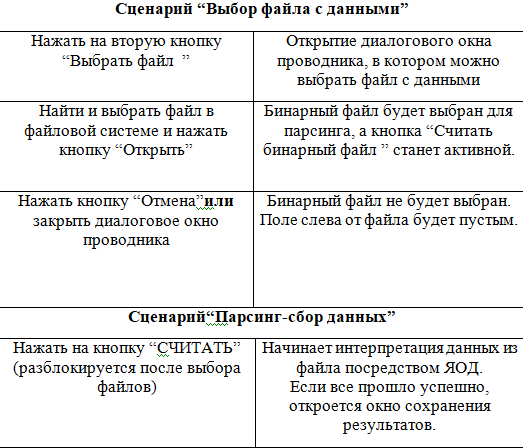 Сценарий “Выбор файла с данными”
Нажать на вторую кнопку
“Выбрать файл ”
Открытие диалогового окна
проводника, в котором можно
выбрать файл с данными
Найти и выбрать файл в
файловой системе и нажать
кнопку “Открыть”
Бинарный файл будет выбран для
парсинга, а кнопка “Считать
бинарный файл ” станет активной.
Нажать кнопку “Отмена”или
закрыть диалоговое окно
проводника
Бинарный файл не будет выбран.
Поле слева от файла будет пустым.
Сценарий“Парсинг-сбор данных”
Нажать на кнопку “СЧИТАТЬ”
(разблокируется после выбора
файлов)
Начинает интерпретация данных из
файла посредством ЯОД.
Если все прошло успешно,
откроется окно сохранения
результатов.